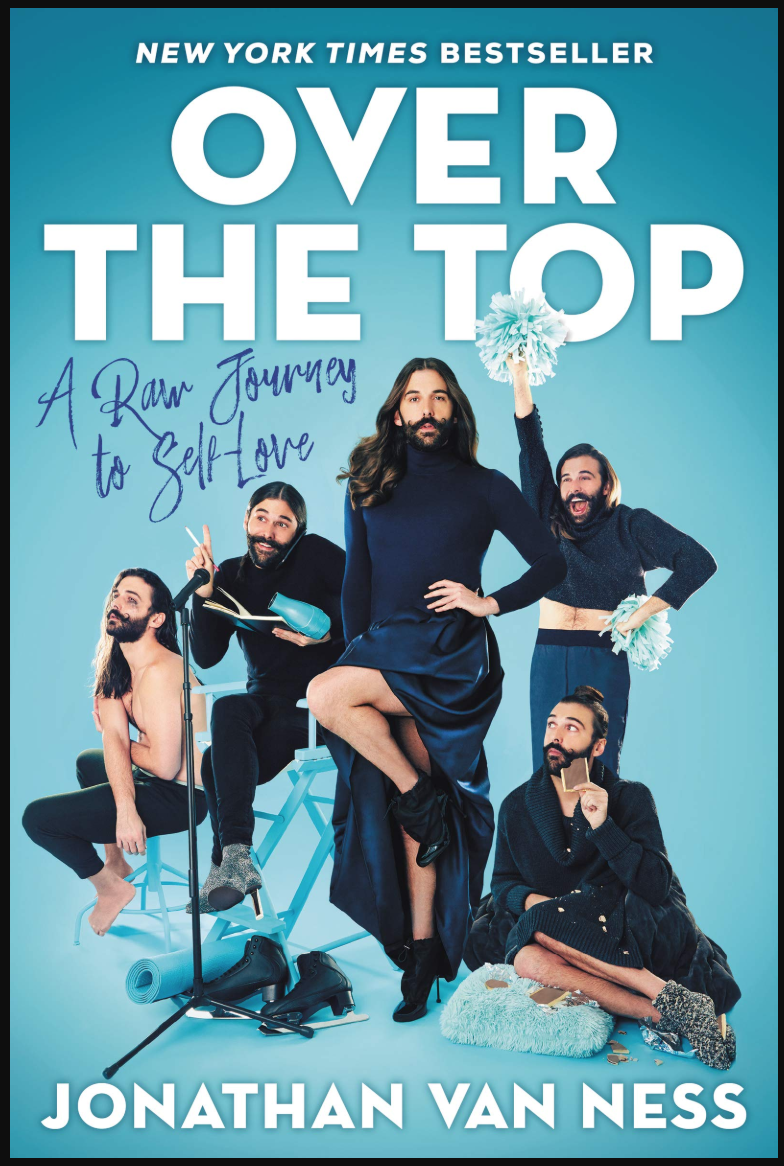 NEW YORK TIMES BESTSELLER
OVER
THE TOP
A Raw Journey
to Self-Love
JONATHAN VAN NESS